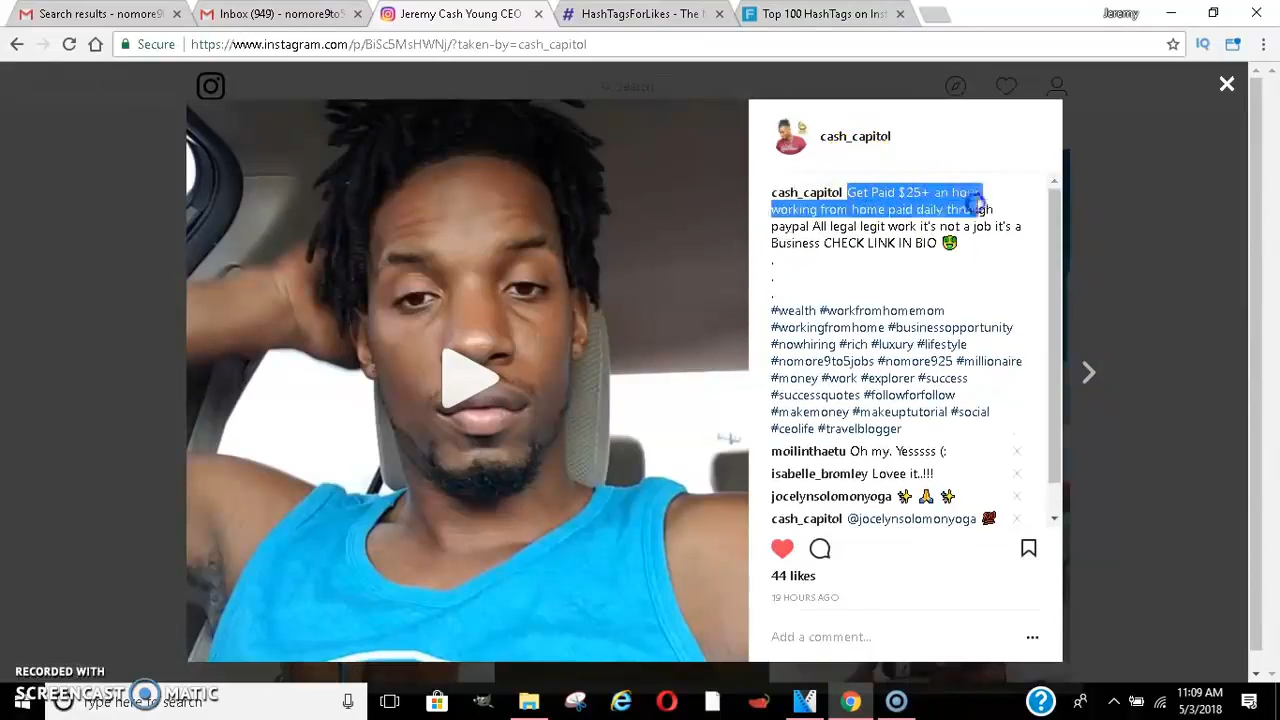 Search results - nomore9
Inbox (949) - nomore9to5
Jeremy Cash Young CEO
HashTagsForLikes - The
Top 100 HashTags on Inst
Jeremy
Secure
https://www.instagram.com/p/BiSc5MsHWNj/?taken-by=cash_capitol
Search
cash_capitol
cash_capitol Get Paid $25+ an hour
working from home paid daily through
paypal All legal legit work it's not a job it's a
Business CHECK LINK IN BIO
.
.
.
#wealth #workfromhomemom
#workingfromhome #businessopportunity
#nowhiring #rich #luxury #lifestyle
#nomore9to5jobs #nomore925 #millionaire
#money #work #explorer #success
#successquotes #followforfollow
#makemoney #makeuptutorial #social
#ceolife #travelblogger
moilinthaetu Oh my. Yesssss (:
isabelle_bromley Lovee it..!!!
jocelynsolomonyoga
cash_capitol @jocelynsolomonyoga
44 likes
19 HOURS AGO
Add a comment...
RECORDED WITH
SCREENCAST MATIC
Type here to search
11:09 AM
5/3/2018